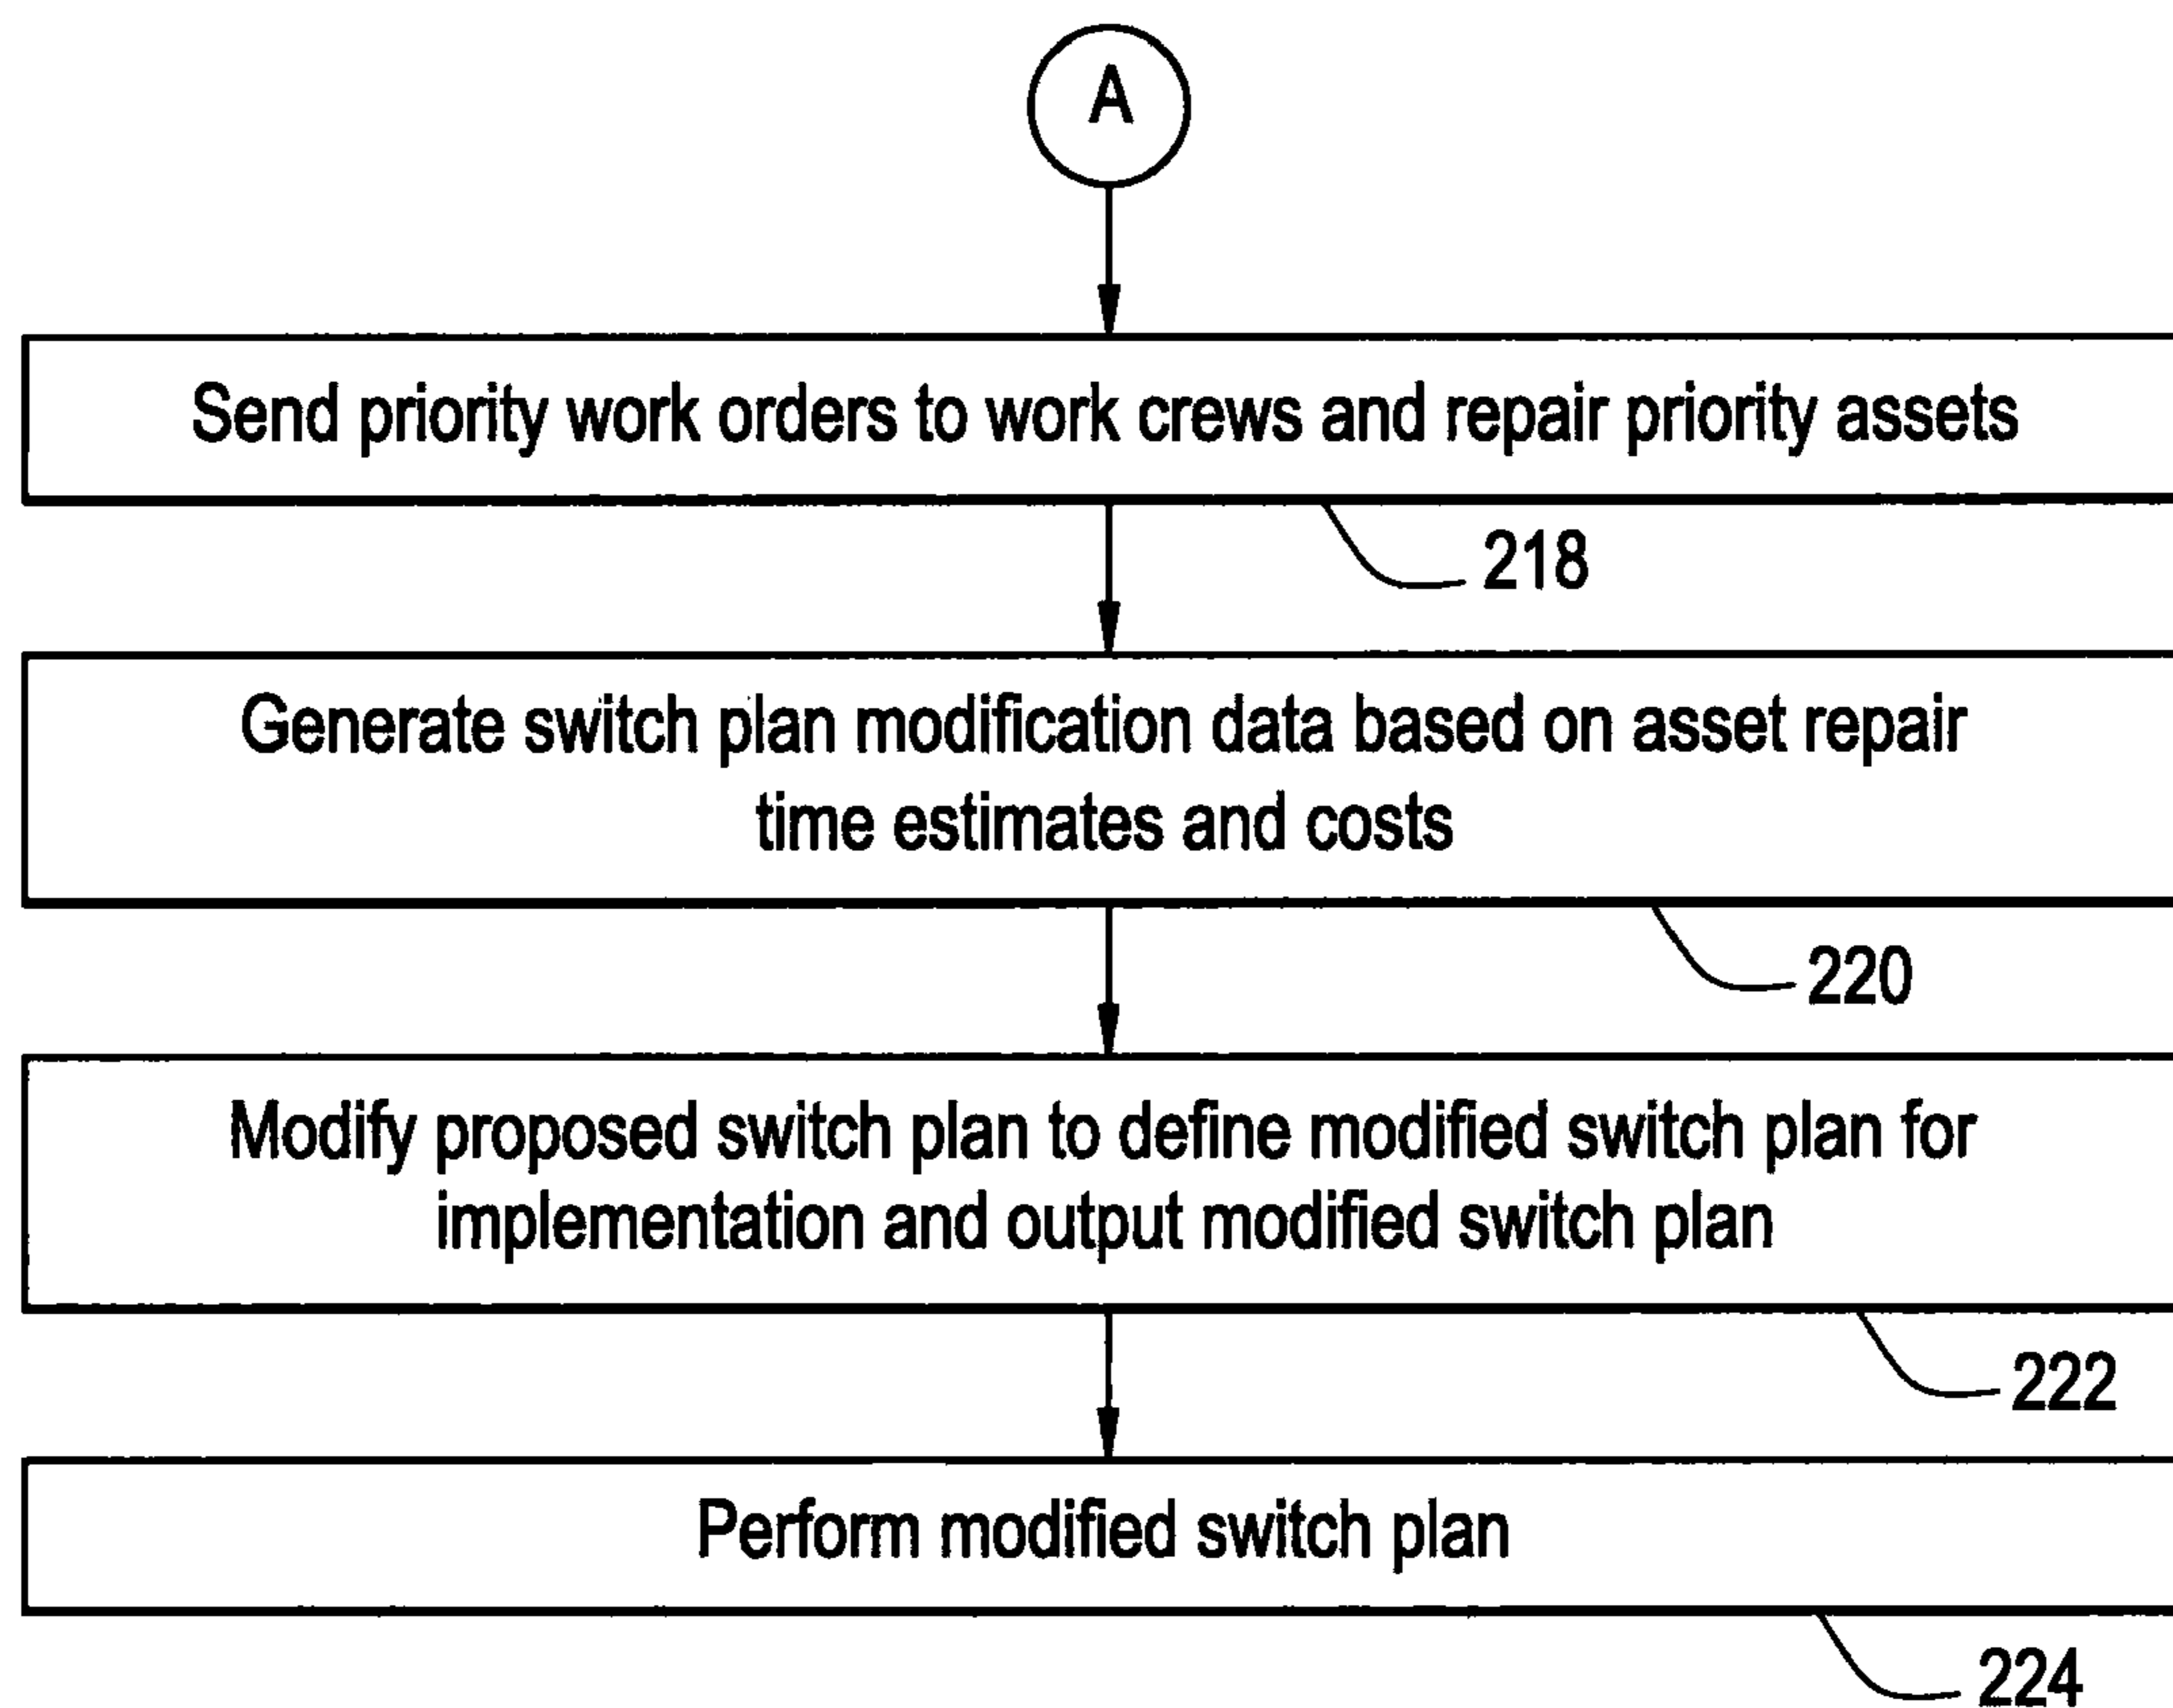 A
Send priority work orders to work crews and repair priority assets
218
Generate switch plan modification data based on asset repair
time estimates and costs
220
Modify proposed switch plan to define modified switch plan for
implementation and output modified switch plan
222
Perform modified switch plan
224